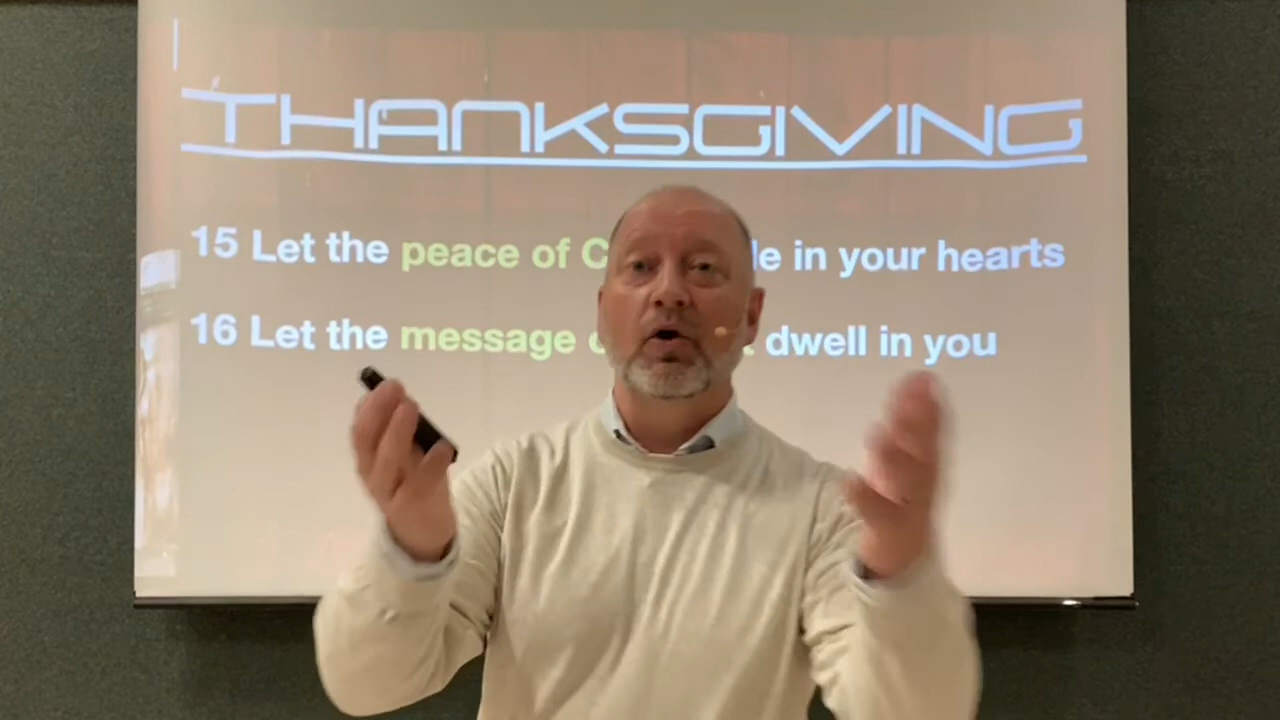 THANKSGIVING
15 Let the peace of in your hearts
16 Let the message dwell in you